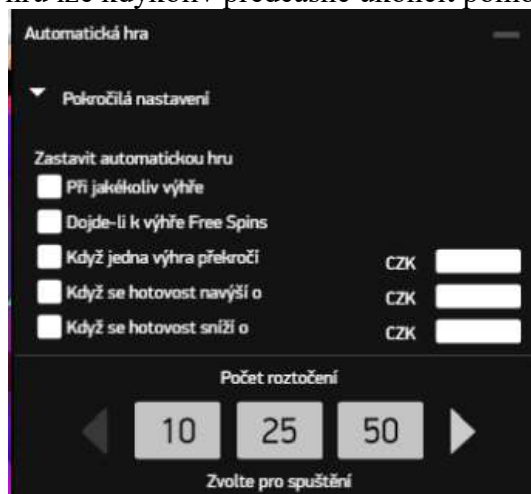 Automatická hra
Pokročilá nastavení
Zastavit automatickou hru
Při jakékoliv výhře
Dojde-li k výhře Free Spins
Když jedna výhra překročí CZK
Když se hotovost navýší o CZK
Když se hotovost sníží o CZK
Počet roztočení
10 25 50
Zvolte pro spuštění